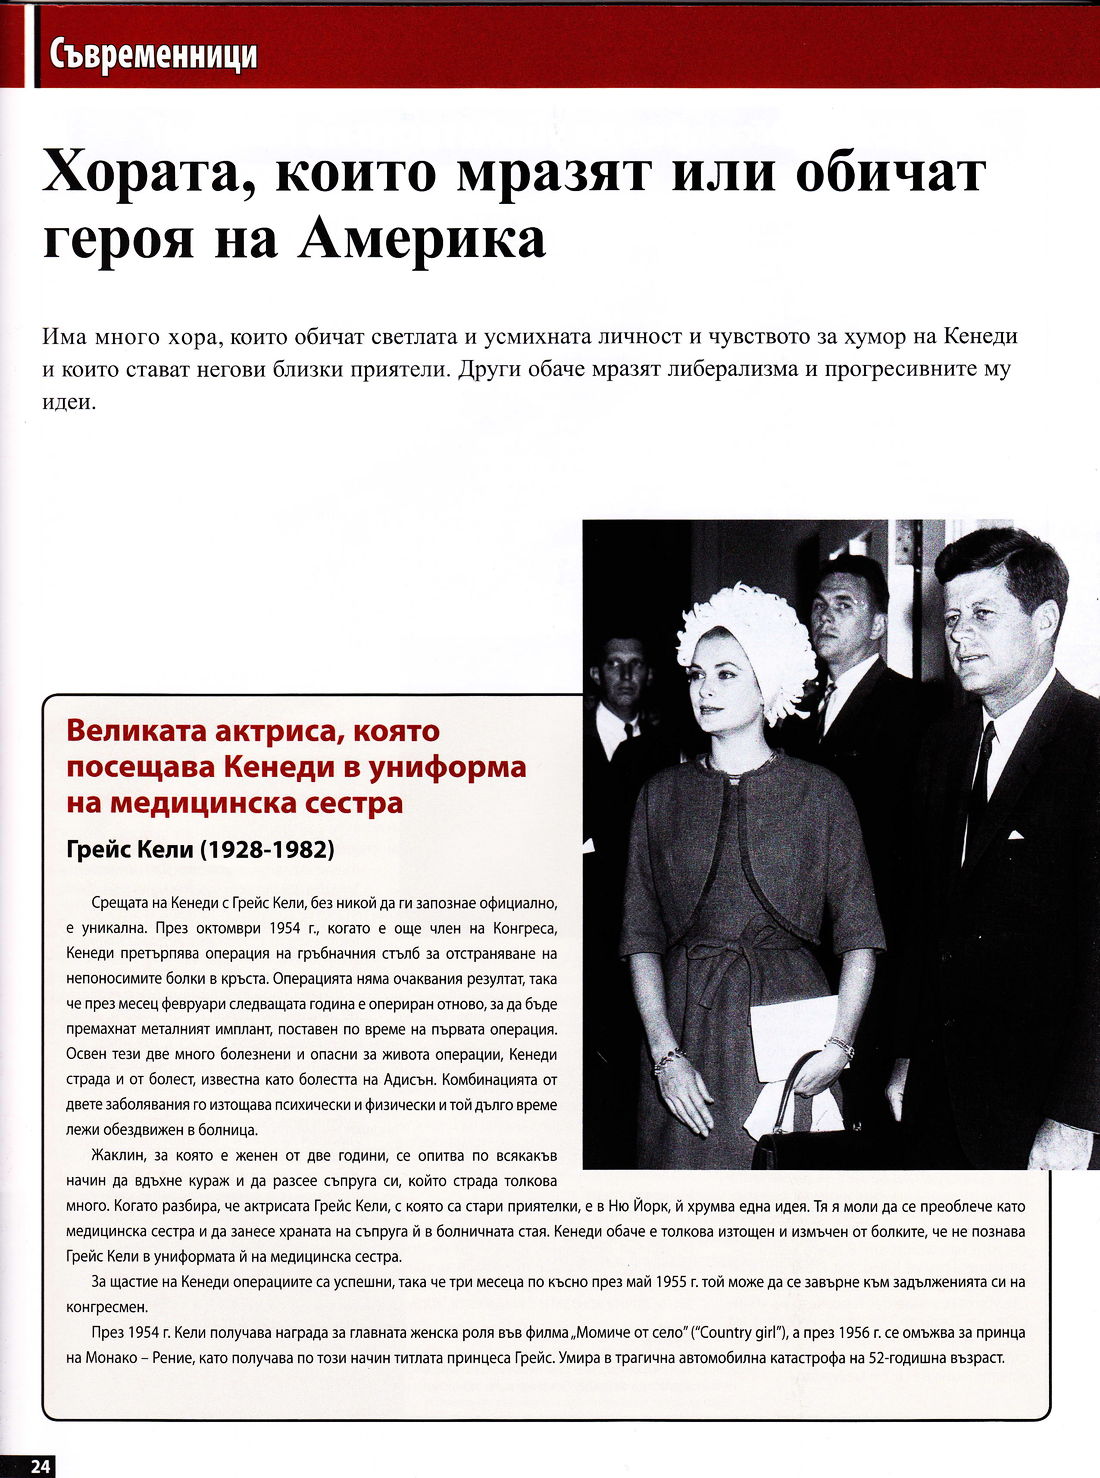 Съвременници
Хората, които мразят или обичат
героя на Америка
Има много хора, които обичат светлата и усмихната личност и чувството за хумор на Кенеди
и които стават негови близки приятели. Други обаче мразят либерализма и прогресивните му
идеи.
Великата актриса, която
посещава Кенеди в униформа
на медицинска сестра
Грейс Кели (1928-1982)
Срещата на Кенеди с Грейс Кели, без никой да ги запознае официално,
е уникална. През октомври 1954 г., когато е още член на Конгреса,
Кенеди претърпява операция на гръбначния стълб за отстраняване на
непоносимите болки в кръста. Операцията няма очаквания резултат, така
че през месец февруари следващата година е опериран отново, за да бъде
премахнат металният имплант, поставен по време на първата операция.
Освен тези две много болезнени и опасни за живота операции, Кенеди
страда и от болест, известна като болестта на Адисън. Комбинацията от
двете заболявания го изтощава психически и физически и той дълго време
лежи обездвижен в болница.
Жаклин, за която е женен от две години, се опитва по всякакъв
начин да вдъхне кураж и да разсее съпруга си, който страда толкова
много. Когато разбира, че актрисата Грейс Кели, с която са стари приятелки, е в Ню Йорк, й хрумва една идея. Тя я моли да се преоблече като
медицинска сестра и да занесе храната на съпруга й в болничната стая. Кенеди обаче е толкова изтощен и измъчен от болките, че не познава
Грейс Кели в униформата й на медицинска сестра.
За щастие на Кенеди операциите са успешни, така че три месеца по късно през май 1955 г. той може да се завърне към задълженията си на
конгресмен.
През 1954 г. Кели получава награда за главната женска роля във филма „Момиче от село” (“Country girl”), а през 1956 г. се омъжва за принца
на Монако – Рение, като получава по този начин титлата принцеса Грейс. Умира в трагична автомобилна катастрофа на 52-годишна възраст.
24